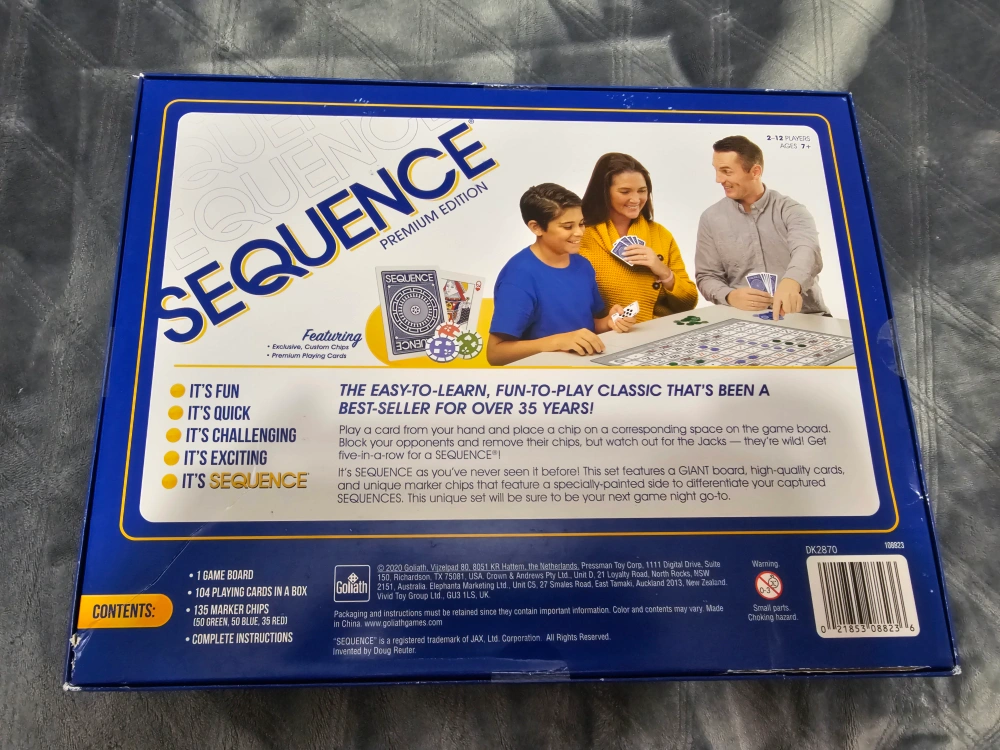 EQUENCE
EQUENCE
SEQUENCE®
PREMIUM EDITION
2-12 PLAYERS
AGES 7+
SEQUENCE
SEQUENCE
Featuring
• Exclusive, Custom Chips
• Premium Playing Cards
IT'S FUN
IT'S QUICK
IT'S CHALLENGING
IT'S EXCITING
IT'S SEQUENCE
THE EASY-TO-LEARN, FUN-TO-PLAY CLASSIC THAT'S BEEN A
BEST-SELLER FOR OVER 35 YEARS!
Play a card from your hand and place a chip on a corresponding space on the game board.
Block your opponents and remove their chips, but watch out for the Jacks — they're wild! Get
five-in-a-row for a SEQUENCE®!
It's SEQUENCE as you've never seen it before! This set features a GIANT board, high-quality cards,
and unique marker chips that feature a specially-painted side to differentiate your captured
SEQUENCES. This unique set will be sure to be your next game night go-to.
CONTENTS:
• 1 GAME BOARD
• 104 PLAYING CARDS IN A BOX
• 135 MARKER CHIPS
(50 GREEN, 50 BLUE, 35 RED)
• COMPLETE INSTRUCTIONS
Goliath
© 2020 Goliath, Vijzelpad 80, 8051 KR Hattem, the Netherlands, Pressman Toy Corp, 1111 Digital Drive, Suite
150, Richardson, TX 75081, USA. Crown & Andrews Pty Ltd., Unit D, 21 Loyalty Road, North Rocks, NSW
2151, Australia. Elephanta Marketing Ltd., Unit C5, 27 Smales Road, East Tamaki, Auckland 2013, New Zealand.
Vivid Toy Group Ltd., GU3 1LS, UK.
Packaging and instructions must be retained since they contain important information. Color and contents may vary. Made
in China. www.goliathgames.com
"SEQUENCE" is a registered trademark of JAX, Ltd. Corporation. All Rights Reserved.
Invented by Doug Reuter.
Warning.
0-3
Small parts.
Choking hazard.
DK2870
108823
0 21853 08823 6